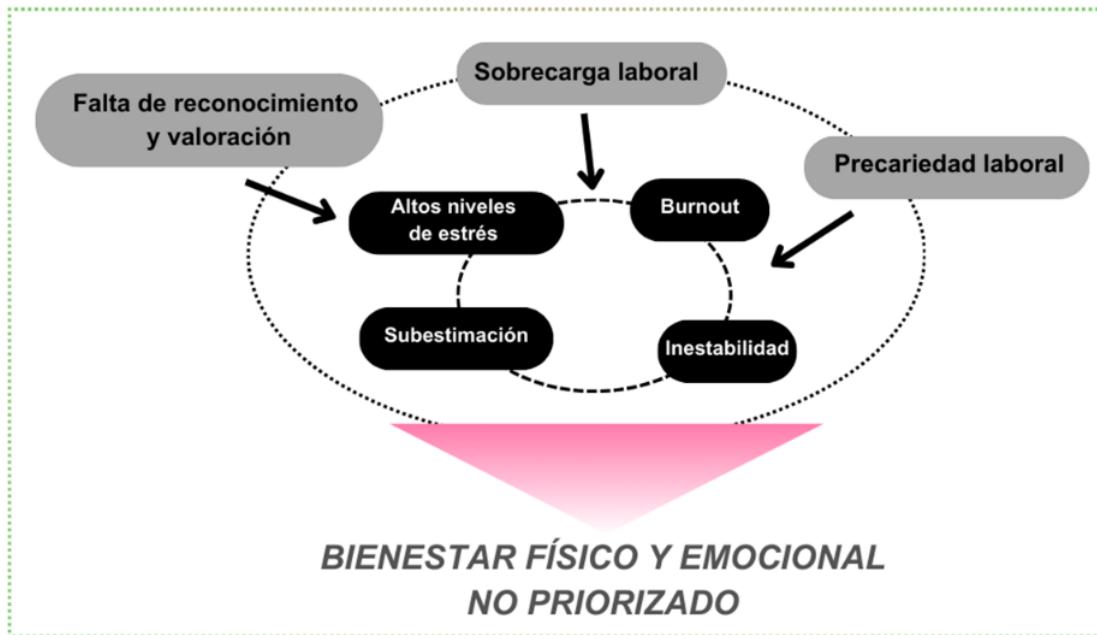 Sobrecarga laboral
Falta de reconocimiento
y valoración
Precariedad laboral
Altos niveles
de estrés
Burnout
Subestimación
Inestabilidad
BIENESTAR FÍSICO Y EMOCIONAL
NO PRIORIZADO